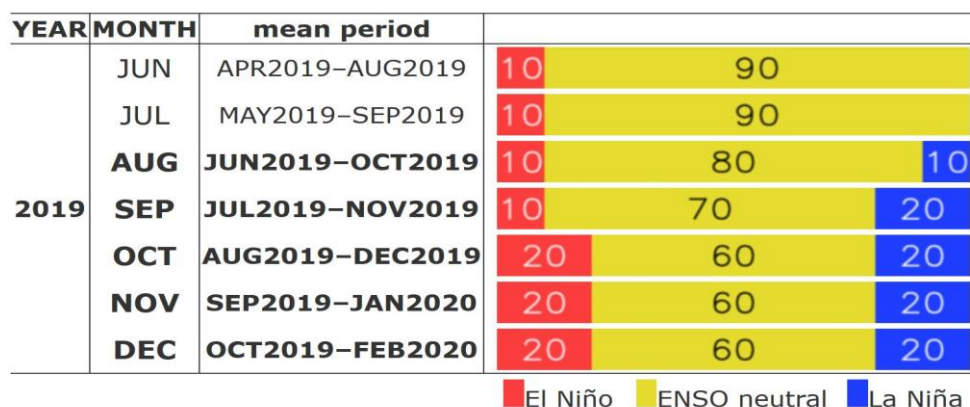 YEAR MONTH mean period
JUN APR2019–AUG2019 10 90
JUL MAY2019–SEP2019 10 90
AUG JUN2019–OCT2019 10 80 10
2019 SEP JUL2019–NOV2019 10 70 20
OCT AUG2019–DEC2019 20 60 20
NOV SEP2019–JAN2020 20 60 20
DEC OCT2019–FEB2020 20 60 20
El Niño ENSO neutral La Niña